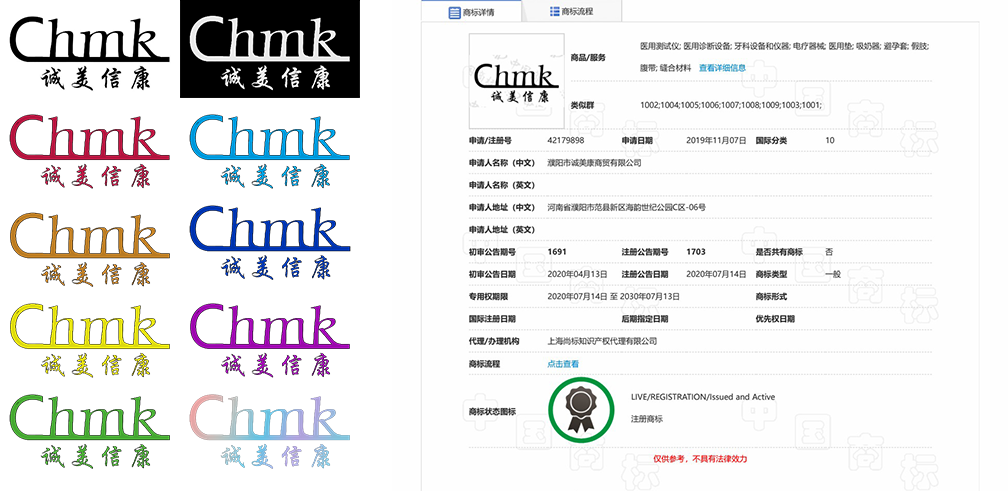 Chmk
诚美信康
Chmk
诚美信康
Chmk
诚美信康
Chmk
诚美信康
Chmk
诚美信康
Chmk
诚美信康
Chmk
诚美信康
Chmk
诚美信康
Chmk
诚美信康
Chmk
诚美信康
商标详情 商标流程
Chmk
诚美信康
商品/服务 医用测试仪; 医用诊断设备; 牙科设备和仪器; 电疗器械; 医用垫; 吸奶器; 避孕套; 假肢;
腹带; 缝合材料 查看详细信息
类似群 1002;1004;1005;1006;1007;1008;1009;1003;1001;
申请/注册号 42179898 申请日期 2019年11月07日 国际分类 10
申请人名称（中文） 濮阳市诚美康商贸有限公司
申请人名称（英文）
申请人地址（中文） 河南省濮阳市范县新区海韵世纪公园C区-06号
申请人地址（英文）
初审公告期号 1691 注册公告期号 1703 是否共有商标 否
初审公告日期 2020年04月13日 注册公告日期 2020年07月14日 商标类型 一般
专用权期限 2020年07月14日 至 2030年07月13日 商标形式
国际注册日期 后期指定日期 优先权日期
代理/办理机构 上海尚标知识产权代理有限公司
商标流程 点击查看
商标状态图标 LIVE/REGISTRATION/Issued and Active
注册商标
仅供参考，不具有法律效力
中国商标
中国商标
中国商标